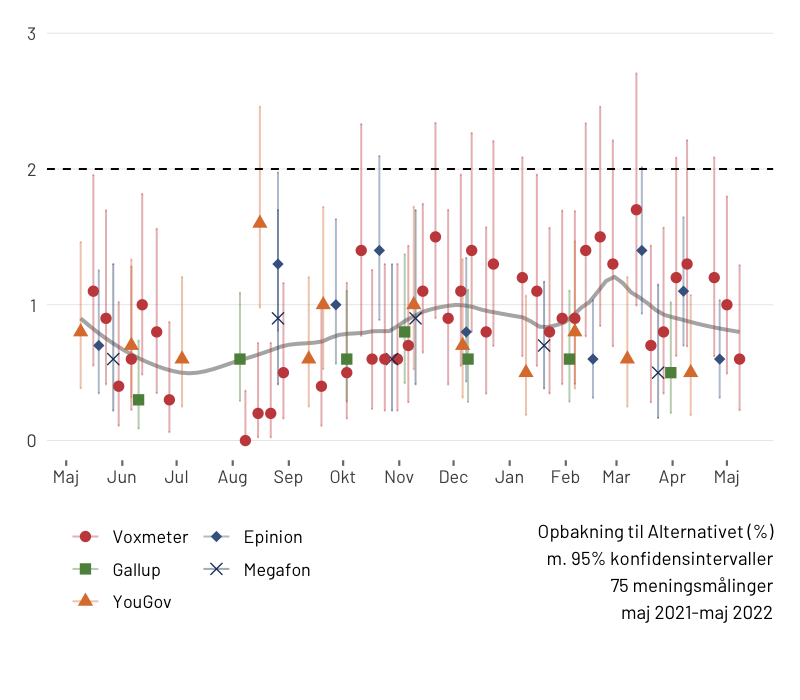 3
2
1
0
Maj Jun Jul Aug Sep Okt Nov Dec Jan Feb Mar Apr Maj
Voxmeter Epinion
Gallup Megafon
YouGov
Opbakning til Alternativet (%)
m. 95% konfidensintervaller
75 meningsmålinger
maj 2021-maj 2022